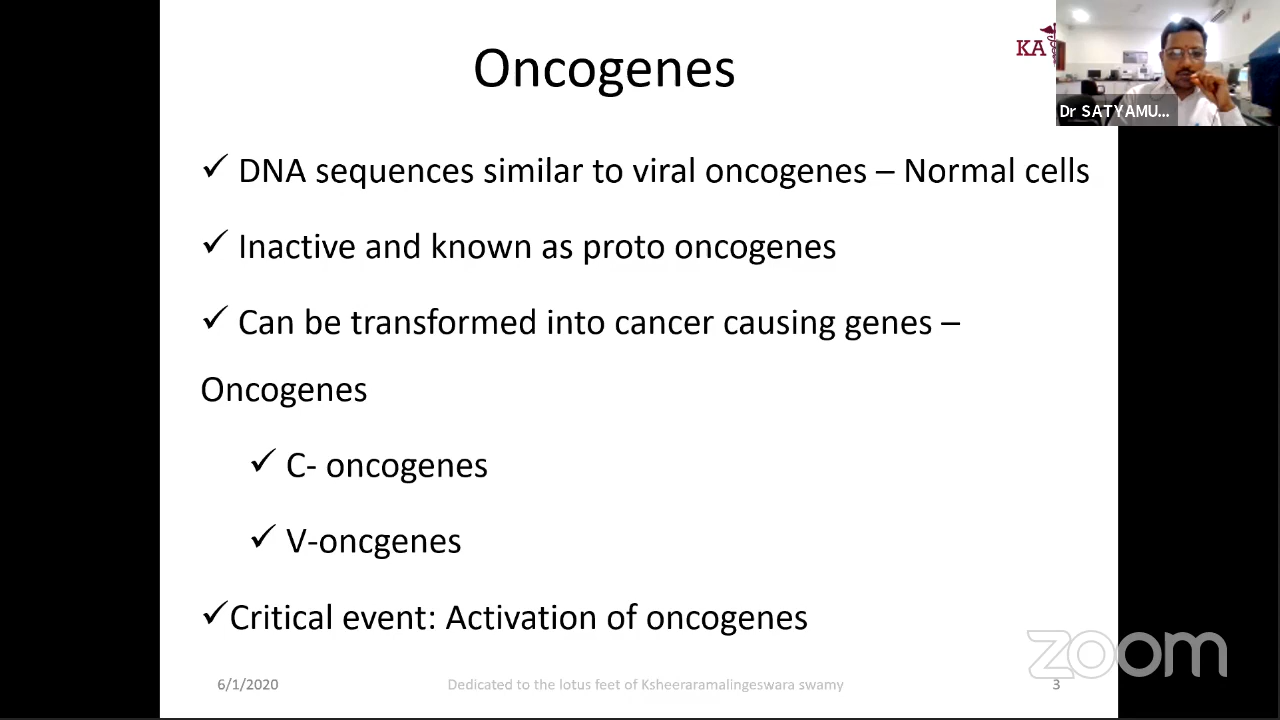 Oncogenes
KA
Dr SATYAMU...
✓ DNA sequences similar to viral oncogenes – Normal cells
✓ Inactive and known as proto oncogenes
✓ Can be transformed into cancer causing genes –
Oncogenes
✓ C- oncogenes
✓ V-oncgenes
✓Critical event: Activation of oncogenes
zoom
6/1/2020
Dedicated to the lotus feet of Ksheeraramalingeswara swamy
3